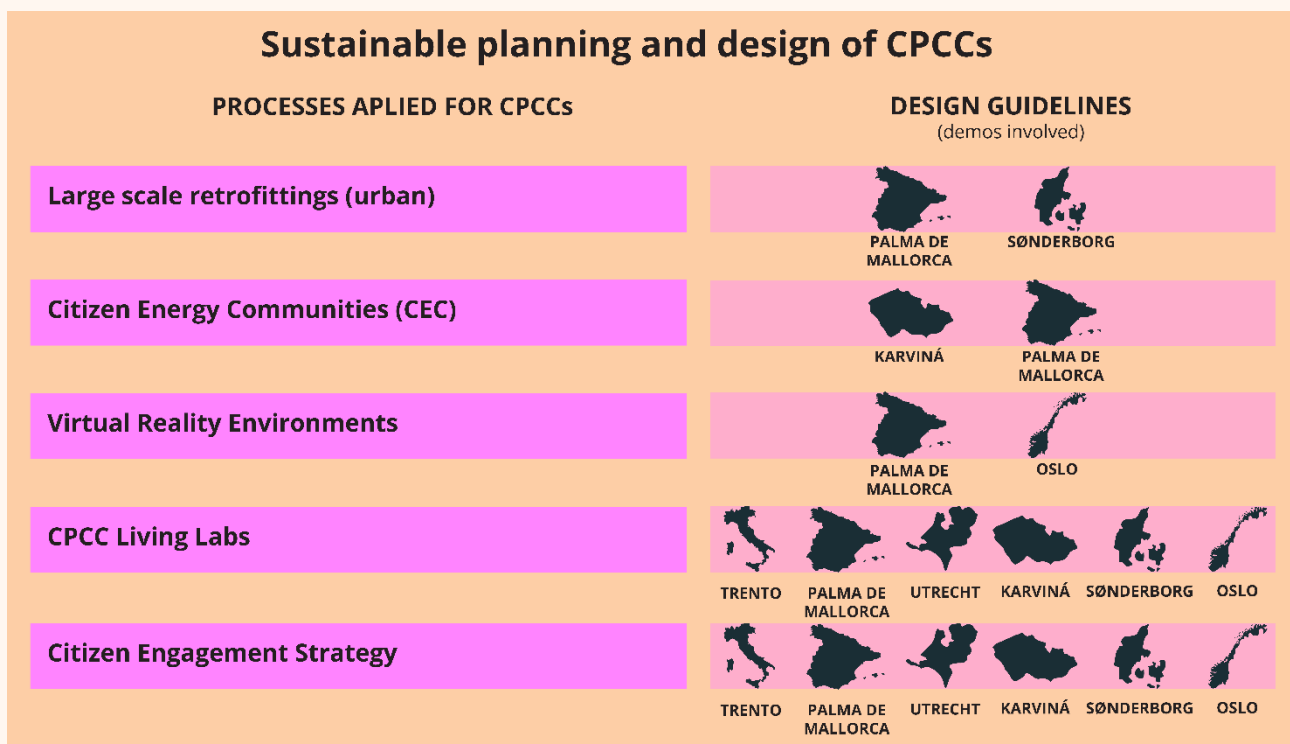 Sustainable planning and design of CPCCs
PROCESSES APLIED FOR CPCCs
DESIGN GUIDELINES
(demos involved)
Large scale retrofittings (urban)
PALMA DE
MALLORCA
SØNDERBORG
Citizen Energy Communities (CEC)
KARVINÁ
PALMA DE
MALLORCA
Virtual Reality Environments
PALMA DE
MALLORCA
OSLO
CPCC Living Labs
TRENTO
PALMA DE
MALLORCA
UTRECHT
KARVINÁ
SØNDERBORG
OSLO
Citizen Engagement Strategy
TRENTO
PALMA DE
MALLORCA
UTRECHT
KARVINÁ
SØNDERBORG
OSLO